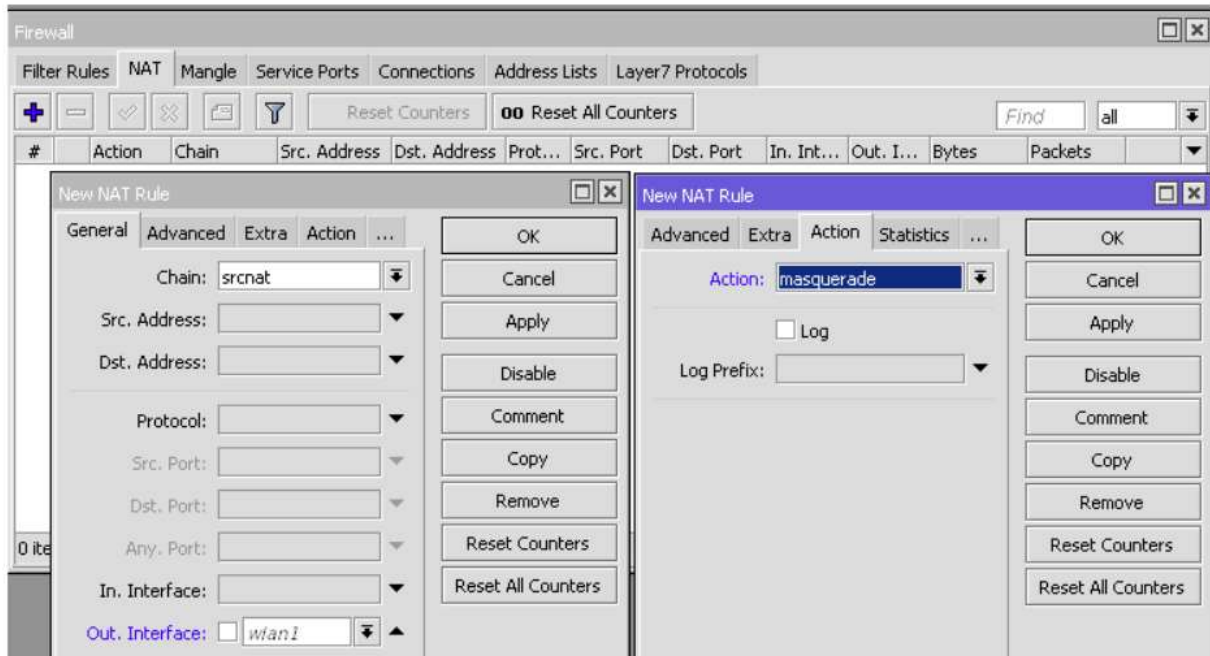 Firewall
Filter Rules NAT Mangle Service Ports Connections Address Lists Layer7 Protocols
Reset Counters 00 Reset All Counters Find all
# Action Chain Src. Address Dst. Address Prot... Src. Port Dst. Port In. Int... Out. I... Bytes Packets
New NAT Rule
General Advanced Extra Action ...
Chain: srcnat
Src. Address:
Dst. Address:
Protocol:
Src. Port:
Dst. Port:
Any. Port:
In. Interface:
Out. Interface: wlan1
OK
Cancel
Apply
Disable
Comment
Copy
Remove
Reset Counters
Reset All Counters
New NAT Rule
Advanced Extra Action Statistics ...
Action: masquerade
Log
Log Prefix:
OK
Cancel
Apply
Disable
Comment
Copy
Remove
Reset Counters
Reset All Counters
0 ite